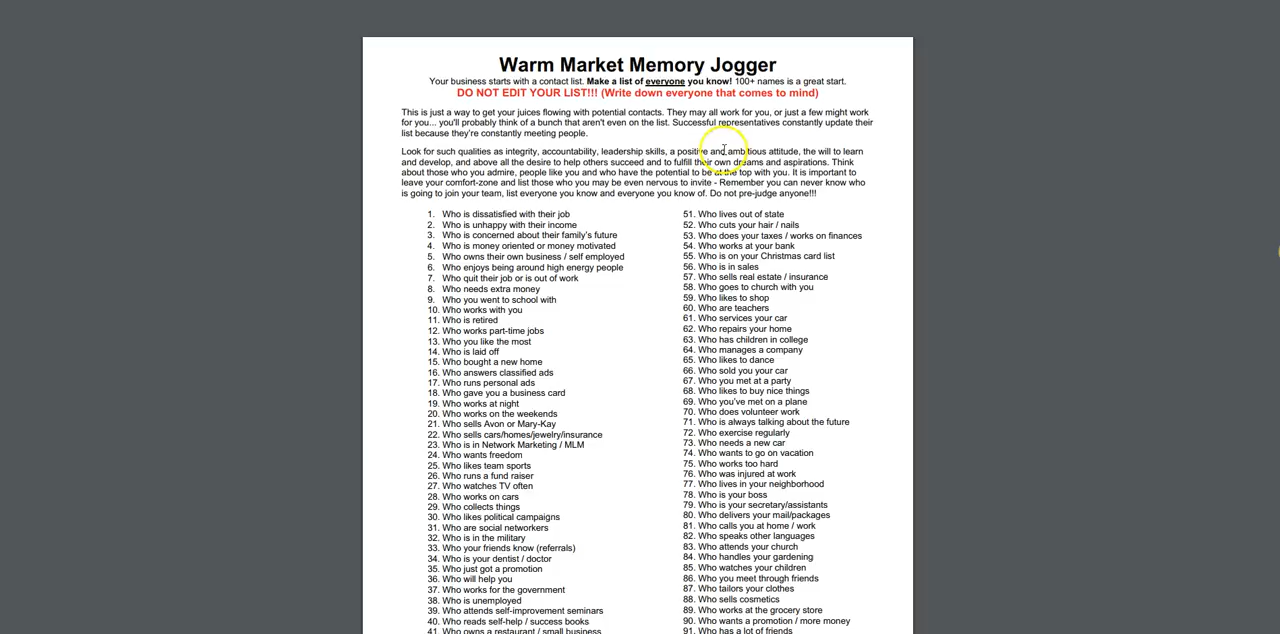 Warm Market Memory Jogger
Your business starts with a contact list. Make a list of everyone you know! 100+ names is a great start.
DO NOT EDIT YOUR LIST!!! (Write down everyone that comes to mind)
This is just a way to get your juices flowing with potential contacts. They may all work for you, or just a few might work
for you... you'll probably think of a bunch that aren't even on the list. Successful representatives constantly update their
list because they're constantly meeting people.
Look for such qualities as integrity, accountability, leadership skills, a positive and ambitious attitude, the will to learn
and develop, and above all the desire to help others succeed and to fulfill their own dreams and aspirations. Think
about those who you admire, people like you and who have the potential to be at the top with you. It is important to
leave your comfort-zone and list those who you may be even nervous to invite - Remember you can never know who
is going to join your team, list everyone you know and everyone you know of. Do not pre-judge anyone!!!
1. Who is dissatisfied with their job
2. Who is unhappy with their income
3. Who is concerned about their family's future
4. Who is money oriented or money motivated
5. Who owns their own business / self employed
6. Who enjoys being around high energy people
7. Who quit their job or is out of work
8. Who needs extra money
9. Who you went to school with
10. Who works with you
11. Who is retired
12. Who works part-time jobs
13. Who you like the most
14. Who is laid off
15. Who bought a new home
16. Who answers classified ads
17. Who runs personal ads
18. Who gave you a business card
19. Who works at night
20. Who works on the weekends
21. Who sells Avon or Mary-Kay
22. Who sells cars/homes/jewelry/insurance
23. Who is in Network Marketing / MLM
24. Who wants freedom
25. Who likes team sports
26. Who runs a fund raiser
27. Who watches TV often
28. Who works on cars
29. Who collects things
30. Who likes political campaigns
31. Who are social networkers
32. Who is in the military
33. Who your friends know (referrals)
34. Who is your dentist / doctor
35. Who just got a promotion
36. Who will help you
37. Who works for the government
38. Who is unemployed
39. Who attends self-improvement seminars
40. Who reads self-help / success books
41. Who owns a restaurant / small business
51. Who lives out of state
52. Who cuts your hair / nails
53. Who does your taxes / works on finances
54. Who works at your bank
55. Who is on your Christmas card list
56. Who is in sales
57. Who sells real estate / insurance
58. Who goes to church with you
59. Who likes to shop
60. Who are teachers
61. Who services your car
62. Who repairs your home
63. Who has children in college
64. Who manages a company
65. Who likes to dance
66. Who sold you your car
67. Who you met at a party
68. Who likes to buy nice things
69. Who you've met on a plane
70. Who does volunteer work
71. Who is always talking about the future
72. Who exercise regularly
73. Who needs a new car
74. Who wants to go on vacation
75. Who works too hard
76. Who was injured at work
77. Who lives in your neighborhood
78. Who is your boss
79. Who is your secretary/assistants
80. Who delivers your mail/packages
81. Who calls you at home / work
82. Who speaks other languages
83. Who attends your church
84. Who handles your gardening
85. Who watches your children
86. Who you meet through friends
87. Who tailors your clothes
88. Who sells cosmetics
89. Who works at the grocery store
90. Who wants a promotion / more money
91. Who has a lot of friends